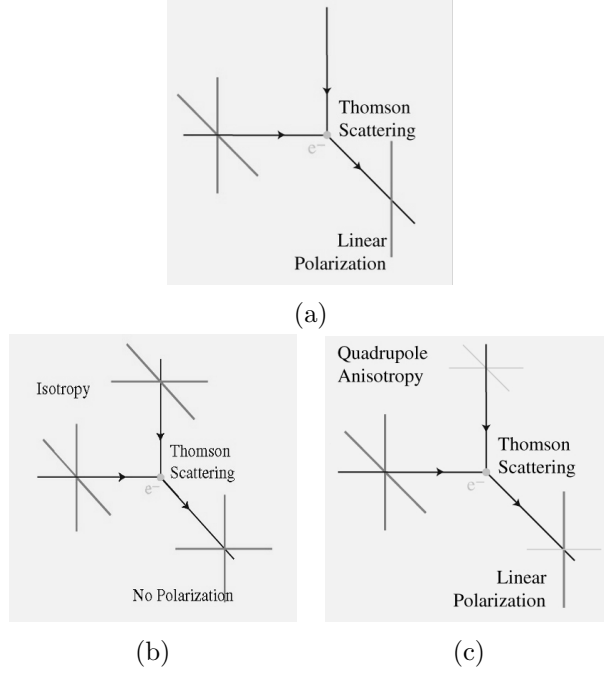 Thomson
Scattering
e−
Linear
Polarization
(a)
Isotropy
Thomson
Scattering
e−
No Polarization
(b)
Quadrupole
Anisotropy
Thomson
Scattering
e−
Linear
Polarization
(c)